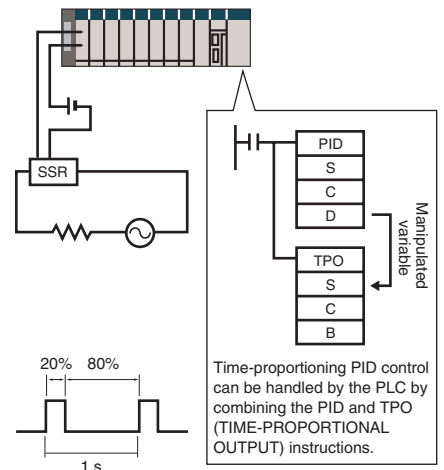 SSR
PID
S
C
D
Manipulated
variable
TPO
S
C
B
Time-proportioning PID control
can be handled by the PLC by
combining the PID and TPO
(TIME-PROPORTIONAL
OUTPUT) instructions.
20% 80%
1 s